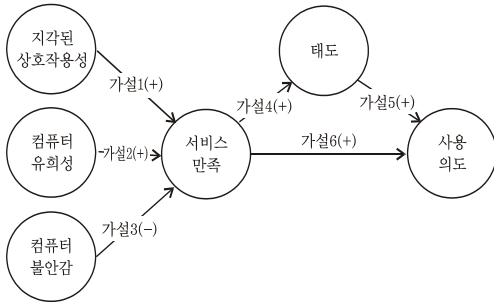 지각된
상호작용성
가설1(+)
컴퓨터
유희성
가설2(+)
컴퓨터
불안감
가설3(-)
서비스
만족
가설4(+)
태도
가설5(+)
가설6(+)
사용
의도